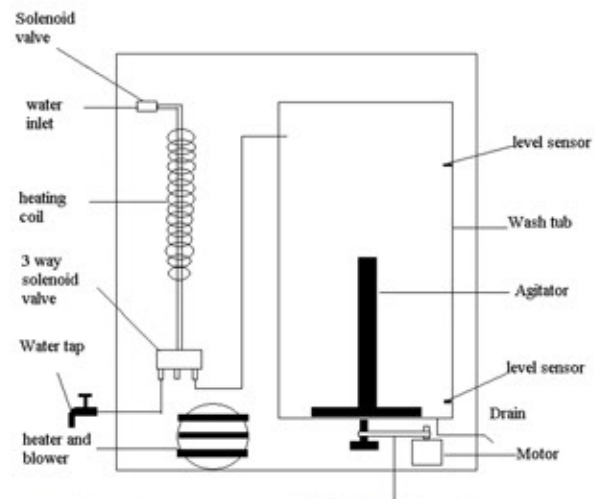 Solenoid
valve
water
inlet
heating
coil
3 way
solenoid
valve
Water tap
heater and
blower
level sensor
Wash tub
Agitator
level sensor
Drain
Motor